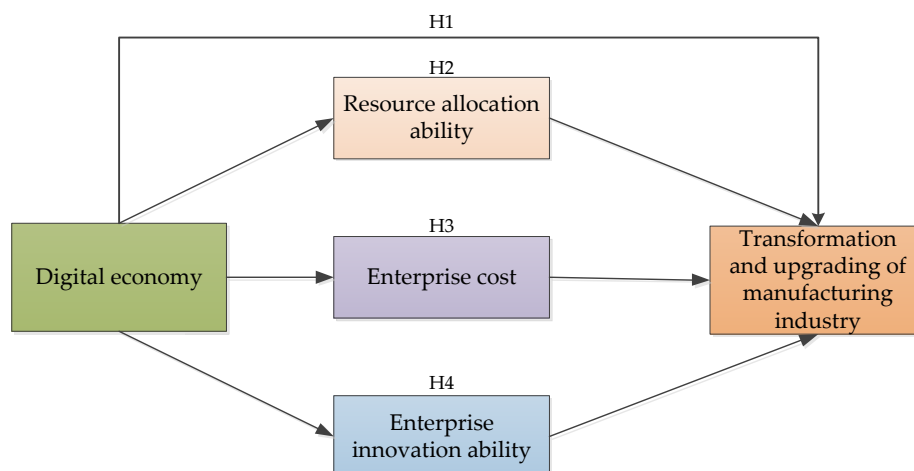 H1
H2
Resource allocation
ability
H3
Digital economy
Enterprise cost
Transformation
and upgrading of
manufacturing
industry
H4
Enterprise
innovation ability